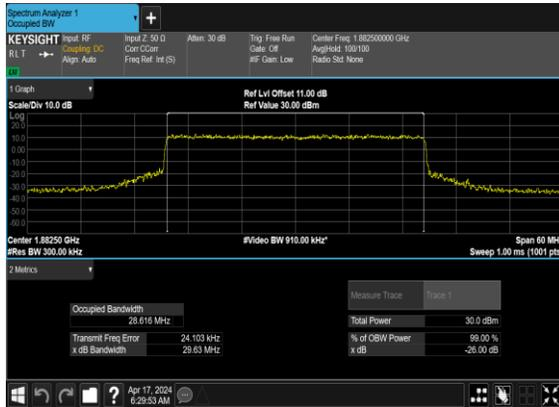 Spectrum Analyzer 1
Occupied BW
+
KEYSIGHT Input: RF Input Z: 50 Ω Atten: 30 dB Trig: Free Run Center Freq: 1.882500000 GHz
RLT Coupling: DC Corr CCorr Gate: Off Avg|Hold: 100/100
Align: Auto Freq Ref: Int (S) #IF Gain: Low Radio Std: None
1 Graph Ref Lvl Offset 11.00 dB
Scale/Div 10.0 dB Ref Value 30.00 dBm
Log
20.0
10.0
0.00
-10.0
-20.0
-30.0
-40.0
-50.0
-60.0
Center 1.88250 GHz #Video BW 910.00 kHz* Span 60 MH
#Res BW 300.00 kHz Sweep 1.00 ms (1001 pts
2 Metrics
Measure Trace Trace 1
Occupied Bandwidth
28.616 MHz Total Power 30.0 dBm
Transmit Freq Error 24.103 kHz % of OBW Power 99.00 %
x dB Bandwidth 29.63 MHz x dB -26.00 dB
?
Apr 17, 2024
6:29:53 AM